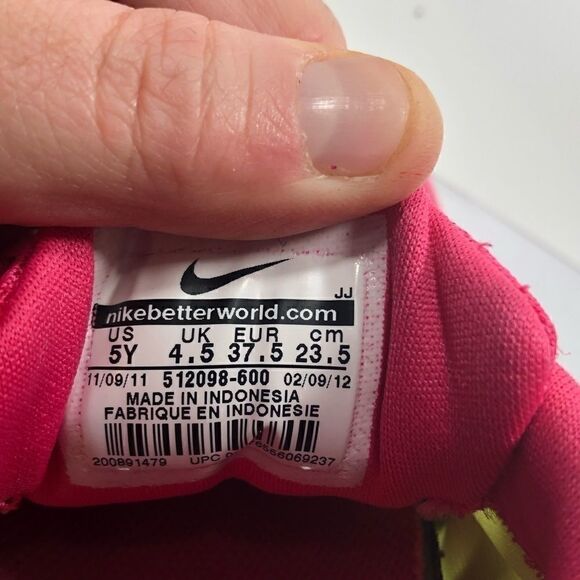 JJ
nikebetterworld.com
US UK EUR cm
5Y 4.5 37.5 23.5
11/09/11 512098-600 02/09/12
MADE IN INDONESIA
FABRIQUE EN INDONESIE
200891479 UPC